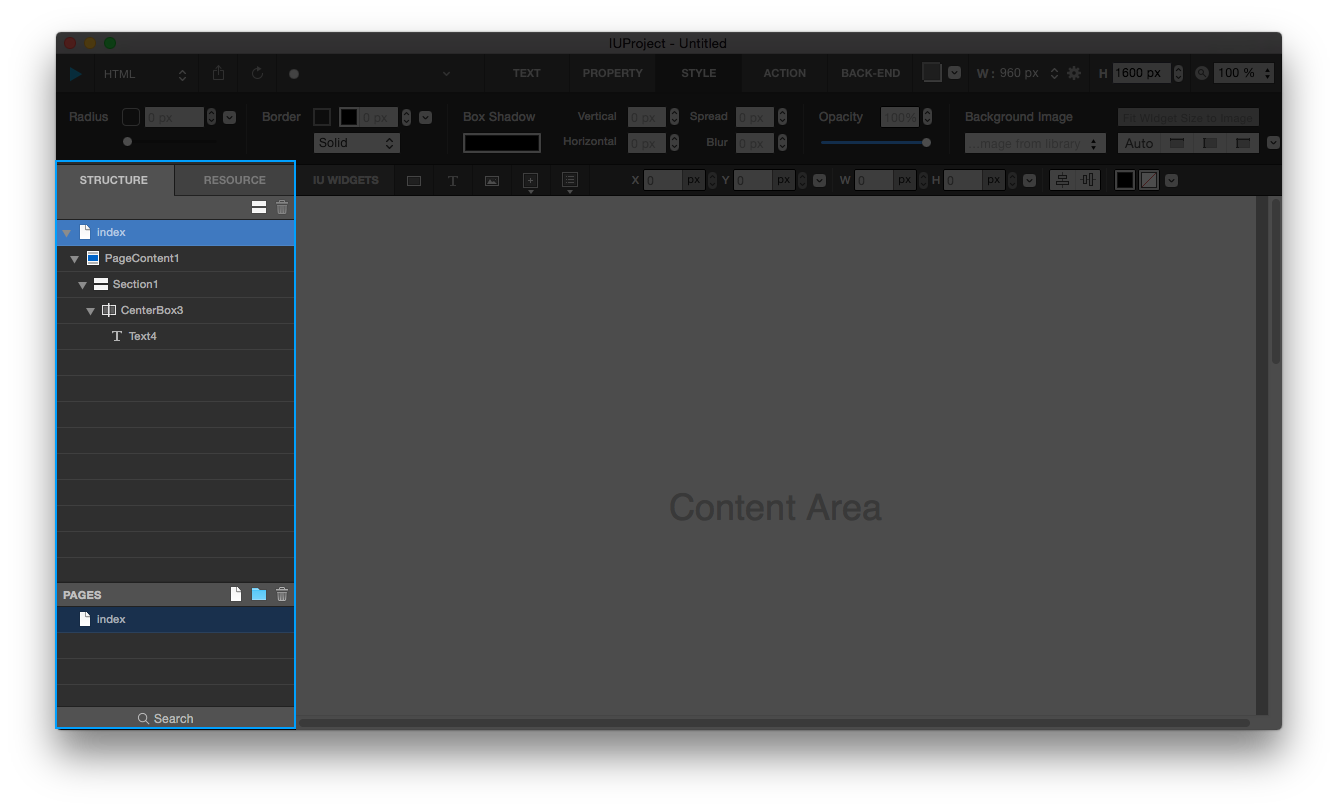 IUProject - Untitled
HTML TEXT PROPERTY STYLE ACTION BACK-END W : 960 px H 1600 px 100 %
Radius 0 px Border 0 px Box Shadow Vertical 0 px Spread 0 px Opacity 100% Background Image Fit Widget Size to Image
Solid Horizontal 0 px Blur 0 px ...mage from library Auto
STRUCTURE RESOURCE IU WIDGETS T X 0 px Y 0 px W 0 px H 0 px
index
PageContent1
Section1
CenterBox3
T Text4
Content Area
PAGES
index
Search